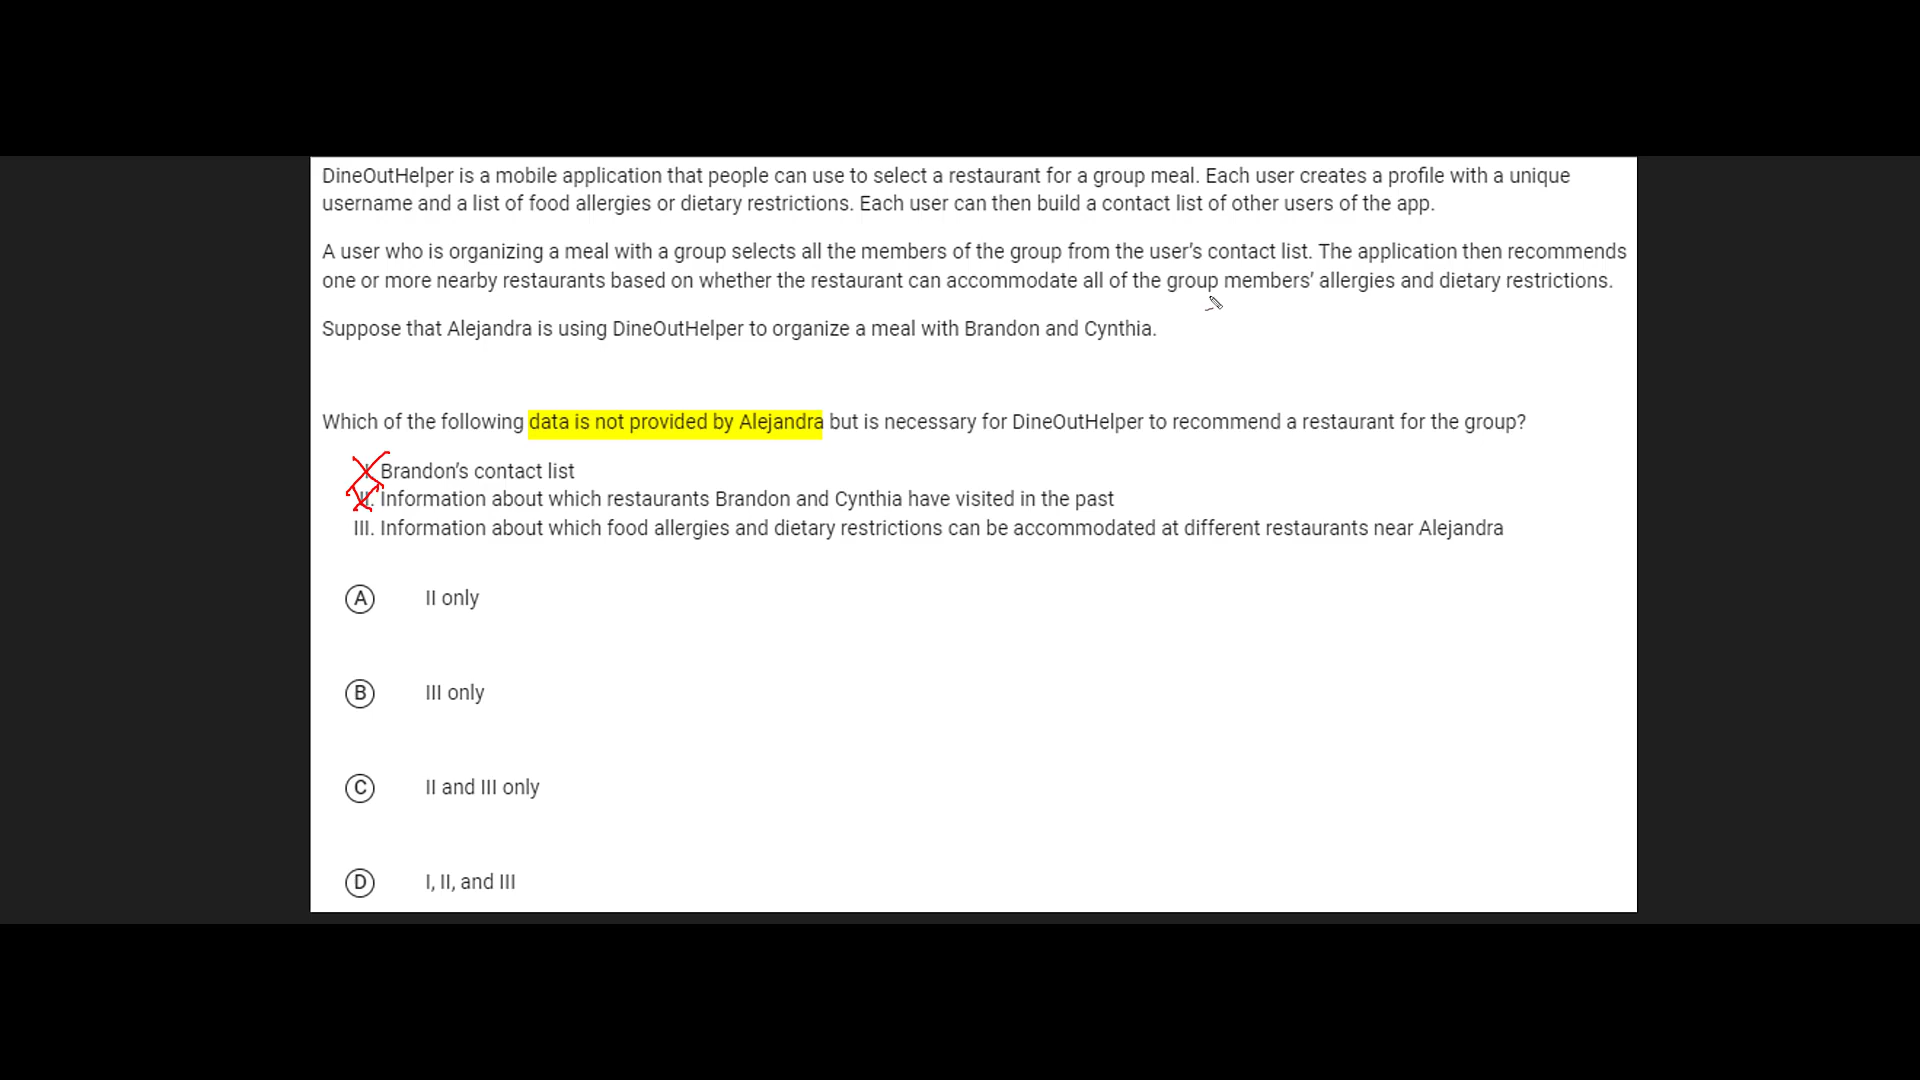 DineOutHelper is a mobile application that people can use to select a restaurant for a group meal. Each user creates a profile with a unique
username and a list of food allergies or dietary restrictions. Each user can then build a contact list of other users of the app.
A user who is organizing a meal with a group selects all the members of the group from the user's contact list. The application then recommends
one or more nearby restaurants based on whether the restaurant can accommodate all of the group members' allergies and dietary restrictions.
Suppose that Alejandra is using DineOutHelper to organize a meal with Brandon and Cynthia.
Which of the following data is not provided by Alejandra but is necessary for DineOutHelper to recommend a restaurant for the group?
I. Brandon's contact list
II. Information about which restaurants Brandon and Cynthia have visited in the past
III. Information about which food allergies and dietary restrictions can be accommodated at different restaurants near Alejandra
A II only
B III only
C II and III only
D I, II, and III